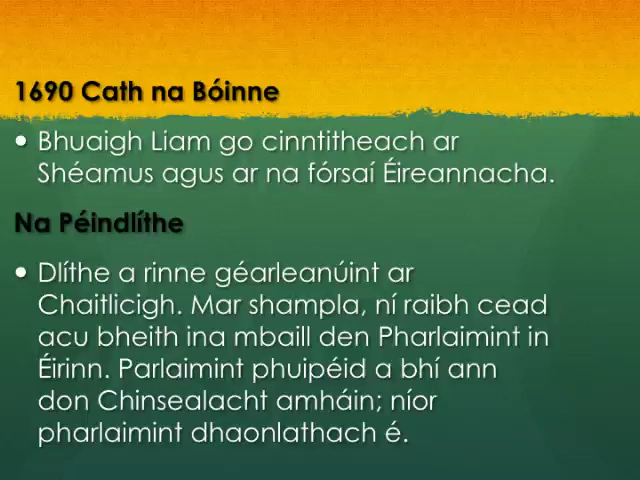 1690 Cath na Bóinne
• Bhuaigh Liam go cinntitheach ar
Shéamus agus ar na fórsaí Éireannacha.
Na Péindlíthe
• Dlíthe a rinne géarleanúint ar
Chaitlicigh. Mar shampla, ní raibh cead
acu bheith ina mbaill den Pharlaimint in
Éirinn. Parlaimint phuipéid a bhí ann
don Chinsealacht amháin; níor
pharlaimint dhaonlathach é.